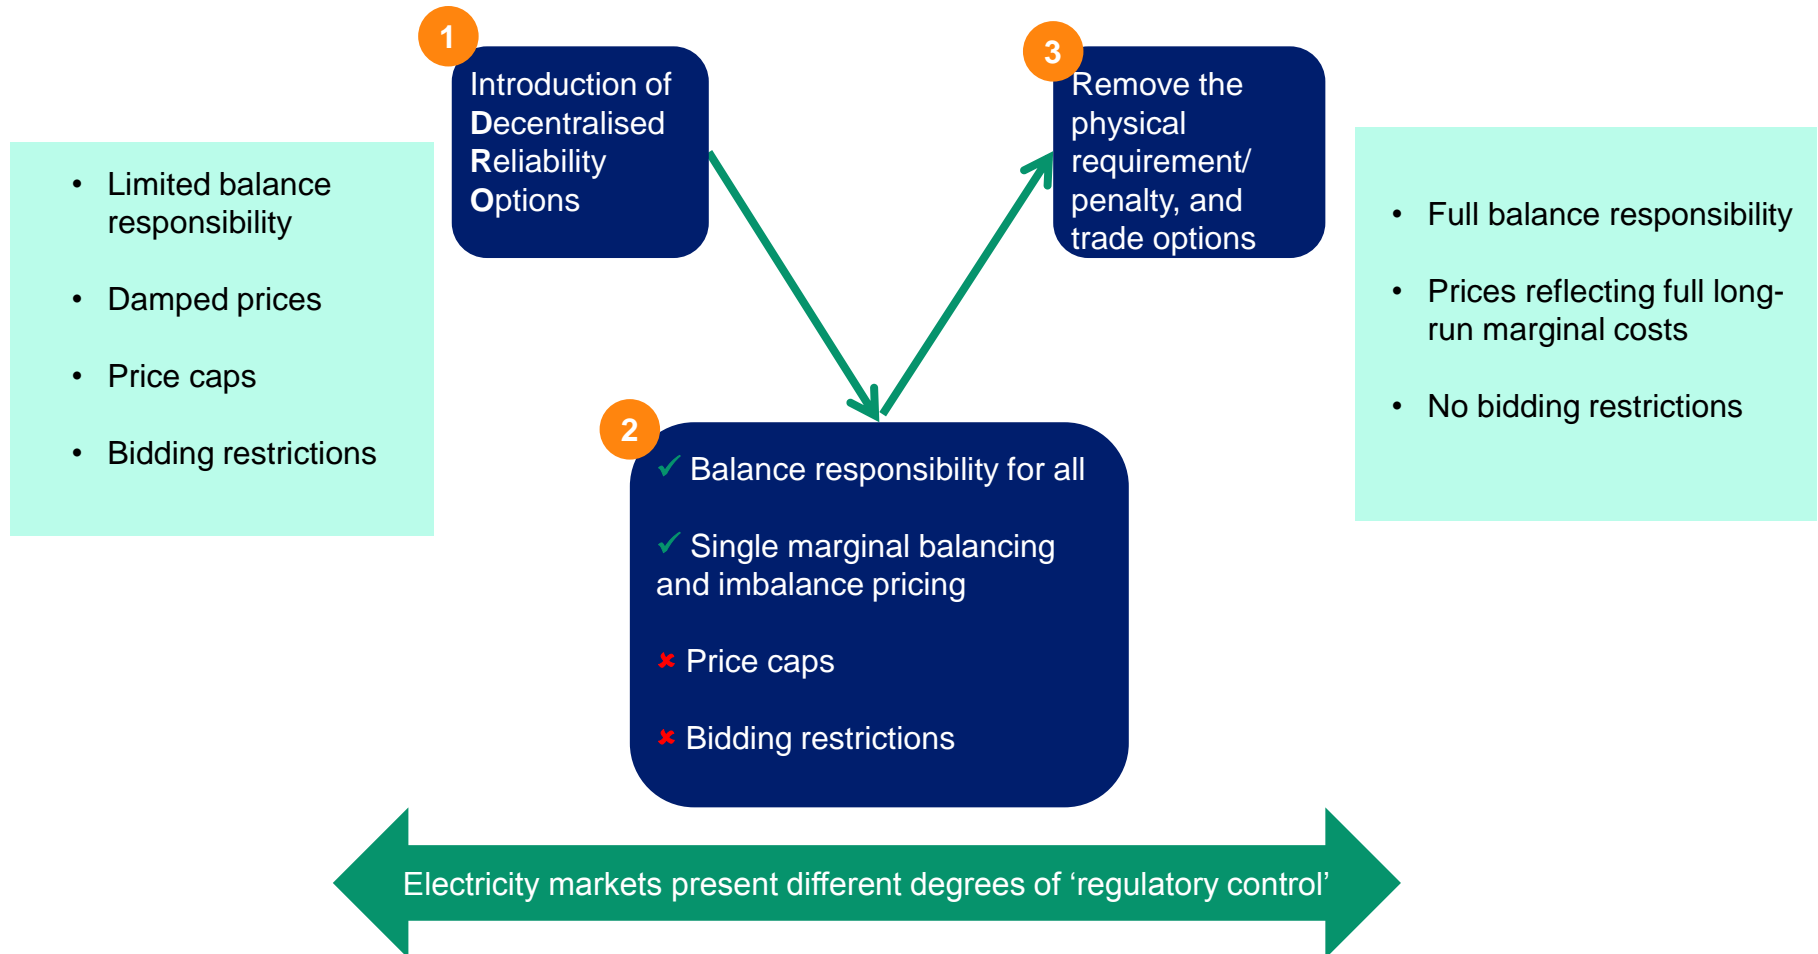 1
Introduction of
Decentralised
Reliability
Options
3
Remove the
physical
requirement/
penalty, and
trade options
• Limited balance
responsibility
• Damped prices
• Price caps
• Bidding restrictions
• Full balance responsibility
• Prices reflecting full long-
run marginal costs
• No bidding restrictions
2
✓ Balance responsibility for all
✓ Single marginal balancing
and imbalance pricing
✘ Price caps
✘ Bidding restrictions
Electricity markets present different degrees of ‘regulatory control’